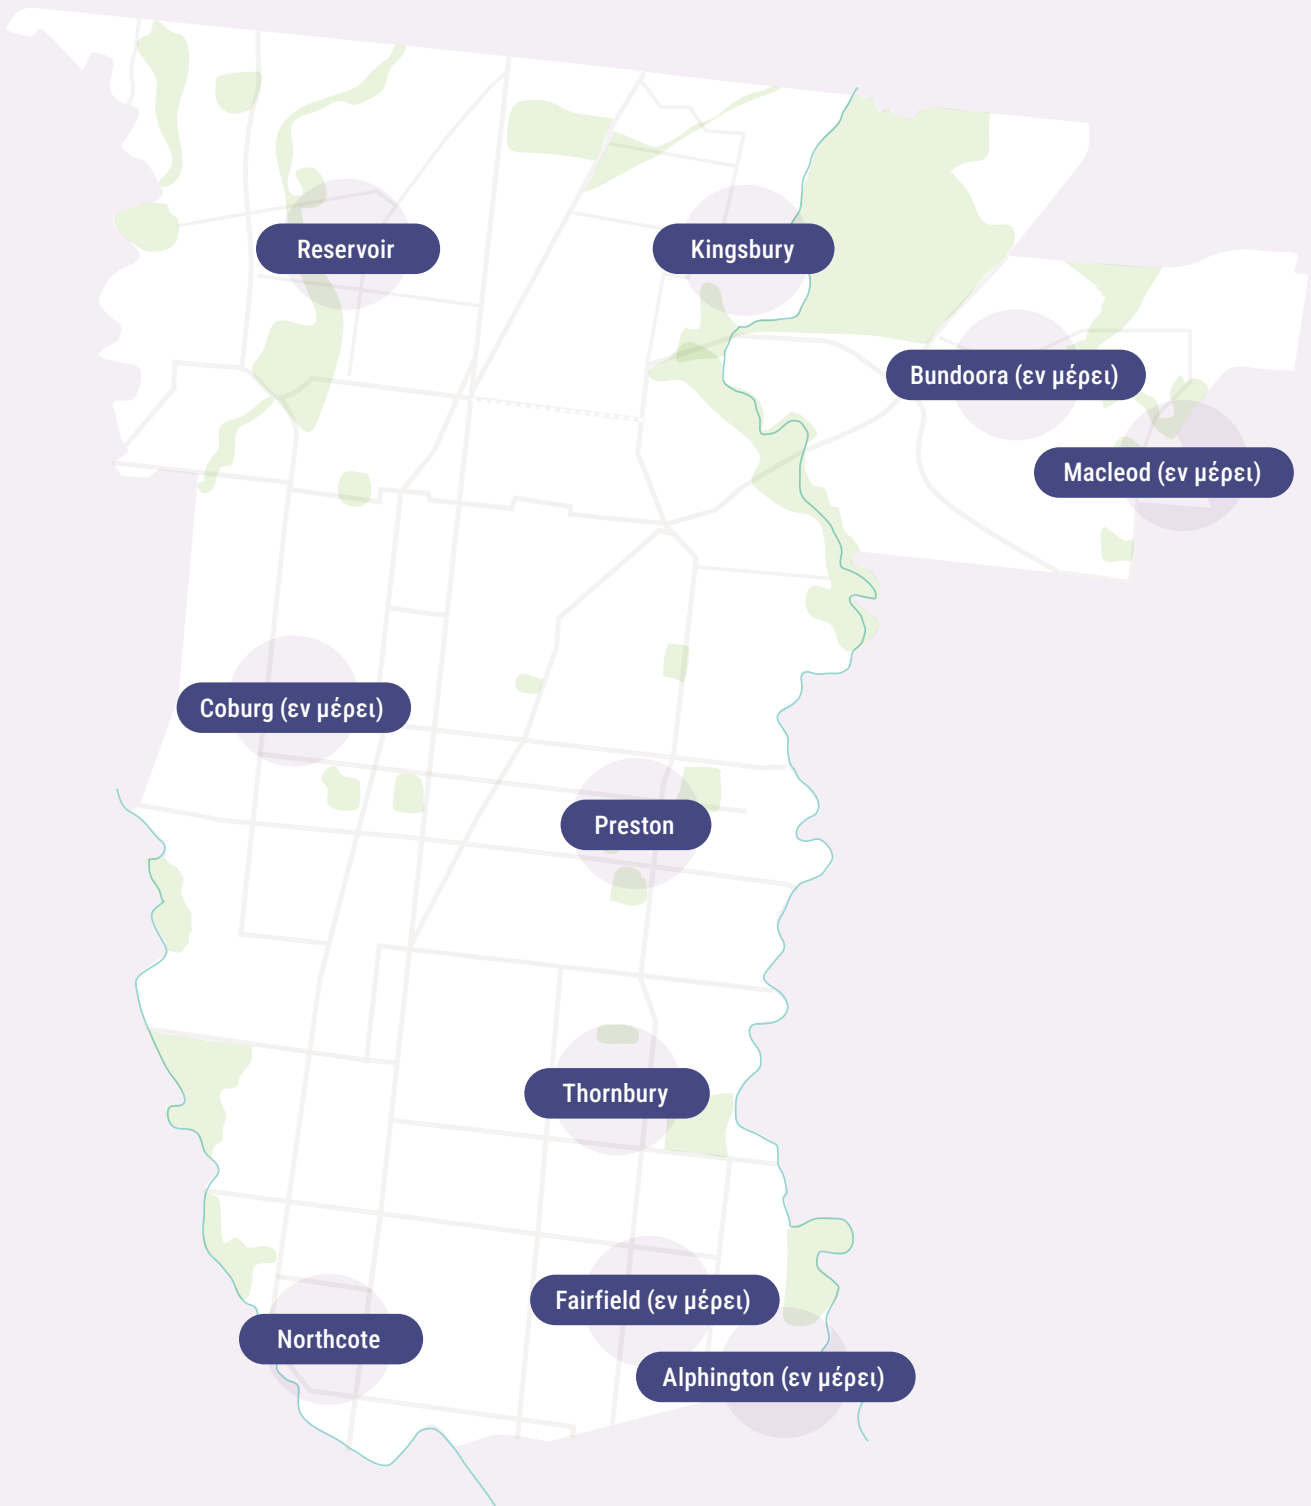 Reservoir
Kingsbury
Bundoora (εν μέρει)
Macleod (εν μέρει)
Coburg (εν μέρει)
Preston
Thornbury
Fairfield (εν μέρει)
Northcote
Alphington (εν μέρει)